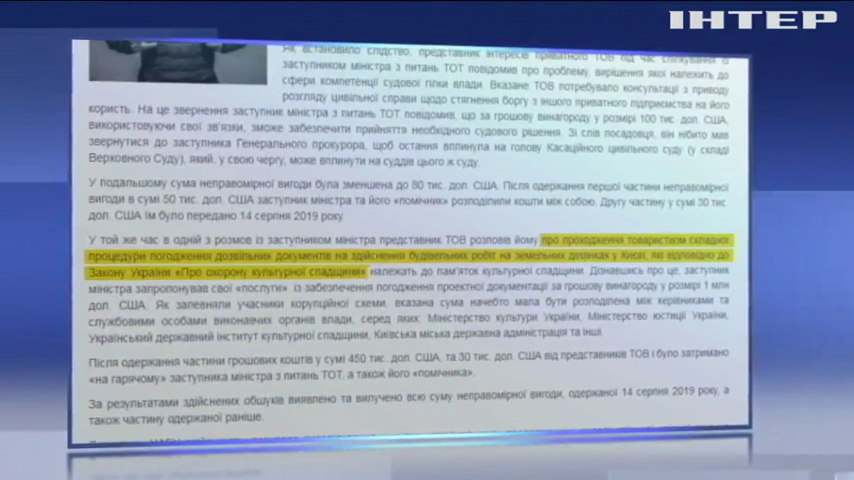 ІНТЕР
Як встановило слідство, представник інтересів приватного ТОВ під час спілкування із
заступником міністра з питань ТОТ повідомив про проблему, вирішення якої належить до
сфери компетенції судової гілки влади. Вказане ТОВ потребувало консультації з приводу
розгляду цивільної справи щодо стягнення боргу з іншого приватного підприємства на його
користь. На це звернення заступник міністра з питань ТОТ повідомив, що за грошову винагороду у розмірі 100 тис. дол. США,
використовуючи свої зв'язки, зможе забезпечити прийняття необхідного судового рішення. Зі слів посадовця, він нібито мав
звернутися до заступника Генерального прокурора, щоб остання вплинула на голову Касаційного цивільного суду (у складі
Верховного Суду), який, у свою чергу, може вплинути на суддів цього ж суду.
У подальшому сума неправомірної вигоди була зменшена до 80 тис. дол. США. Після одержання першої частини неправомірної
вигоди в сумі 50 тис. дол. США заступник міністра та його «помічник» розподілили кошти між собою. Другу частину у сумі 30 тис.
дол. США їм було передано 14 серпня 2019 року.
У той же час в одній з розмов із заступником міністра представник ТОВ розповів йому про проходження товариством складної
процедури погодження дозвільних документів на здійснення будівельних робіт на земельних ділянках у Києві, які відповідно до
Закону України «Про охорону культурної спадщини» належать до пам'яток культурної спадщини. Дізнавшись про це, заступник
міністра запропонував свої «послуги» із забезпечення погодження проектної документації за грошову винагороду у розмірі 1 млн
дол. США. Як запевняли учасники корупційної схеми, вказана сума начебто мала бути розподілена між керівниками та
службовими особами виконавчих органів влади, серед яких: Міністерство культури України, Міністерство юстиції України,
Український державний інститут культурної спадщини, Київська міська державна адміністрація та інші.
Після одержання частини грошових коштів у сумі 450 тис. дол. США, та 30 тис. дол. США від представників ТОВ і було затримано
«на гарячому» заступника міністра з питань ТОТ, а також його «помічника».
За результатами здійснених обшуків виявлено та вилучено всю суму неправомірної вигоди, одержаної 14 серпня 2019 року, а
також частину одержаної раніше.